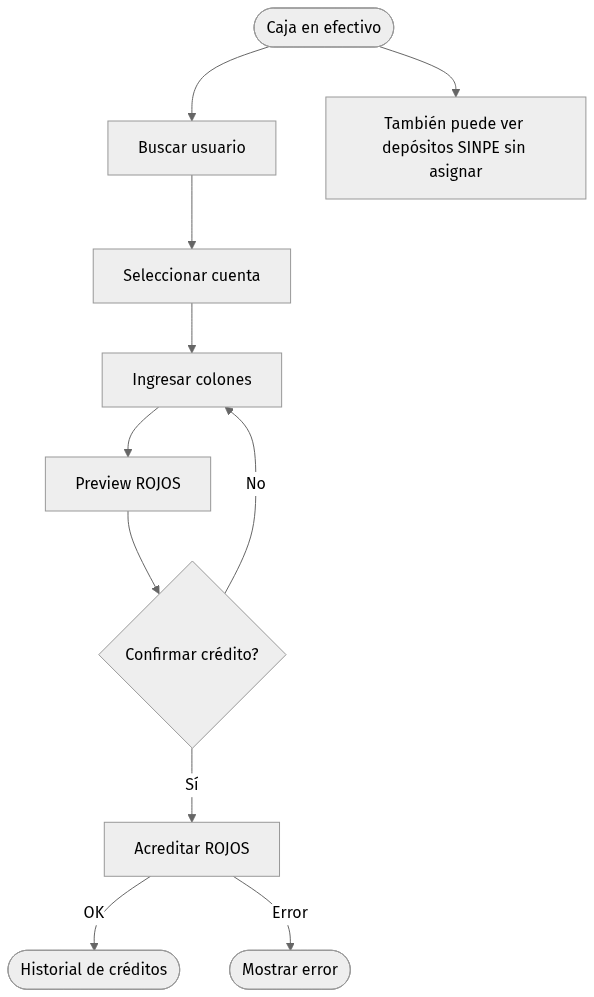 Caja en efectivo
También puede ver
depósitos SINPE sin
asignar
Buscar usuario
Seleccionar cuenta
Ingresar colones
Preview ROJOS
No
Confirmar crédito?
Sí
Acreditar ROJOS
OK
Error
Historial de créditos
Mostrar error